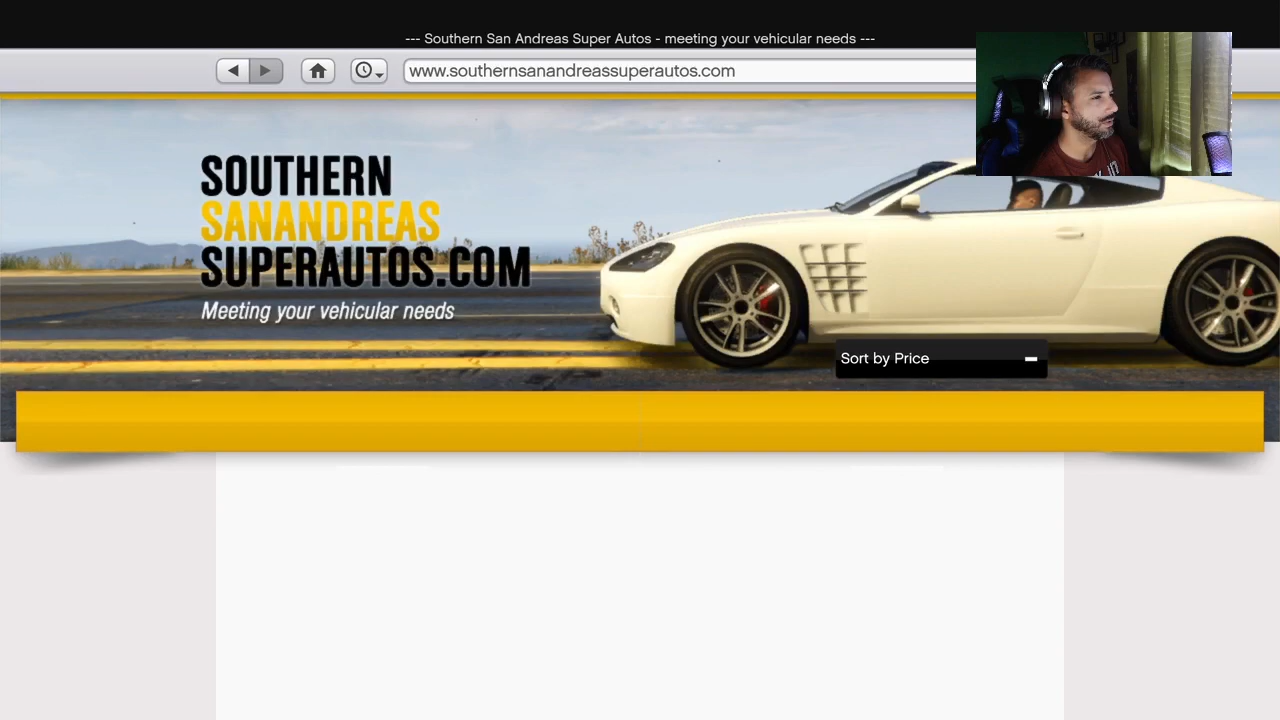 --- Southern San Andreas Super Autos - meeting your vehicular needs ---
www.southernsanandreassuperautos.com
SOUTHERN
SANANDREAS
SUPERAUTOS.COM
Meeting your vehicular needs
Sort by Price